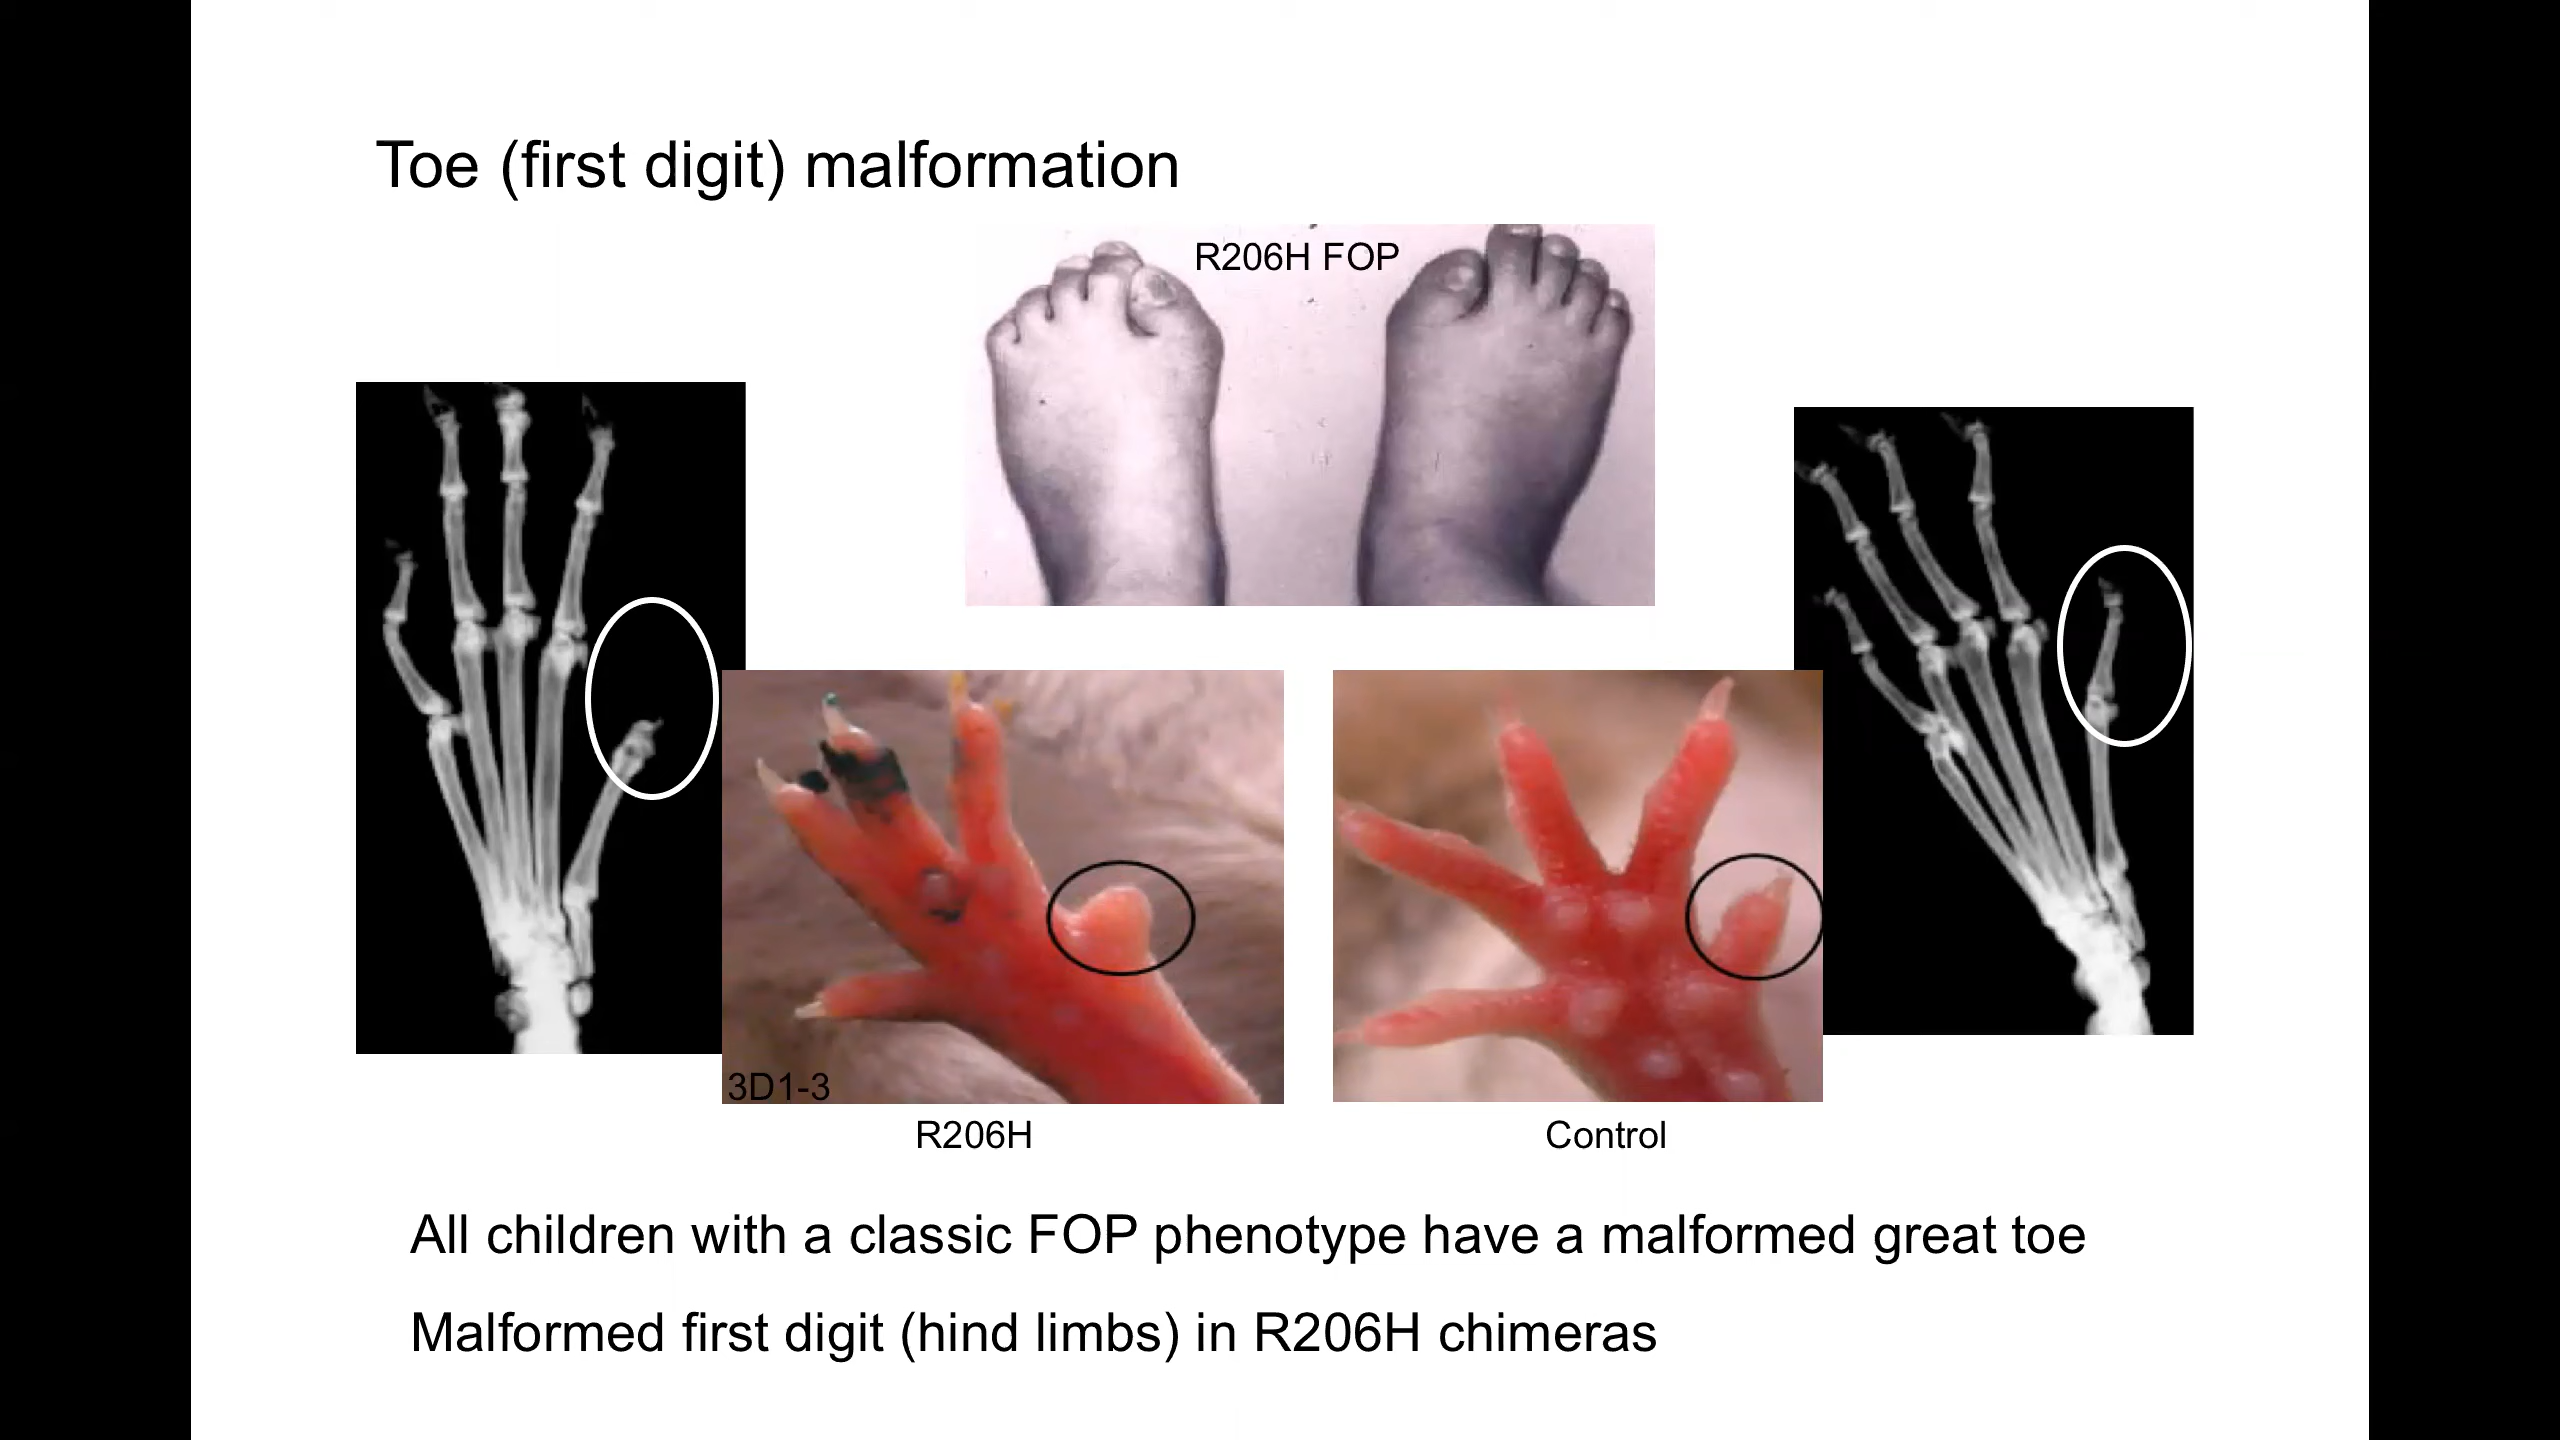 Toe (first digit) malformation
R206H FOP
3D1-3
R206H
Control
All children with a classic FOP phenotype have a malformed great toe
Malformed first digit (hind limbs) in R206H chimeras